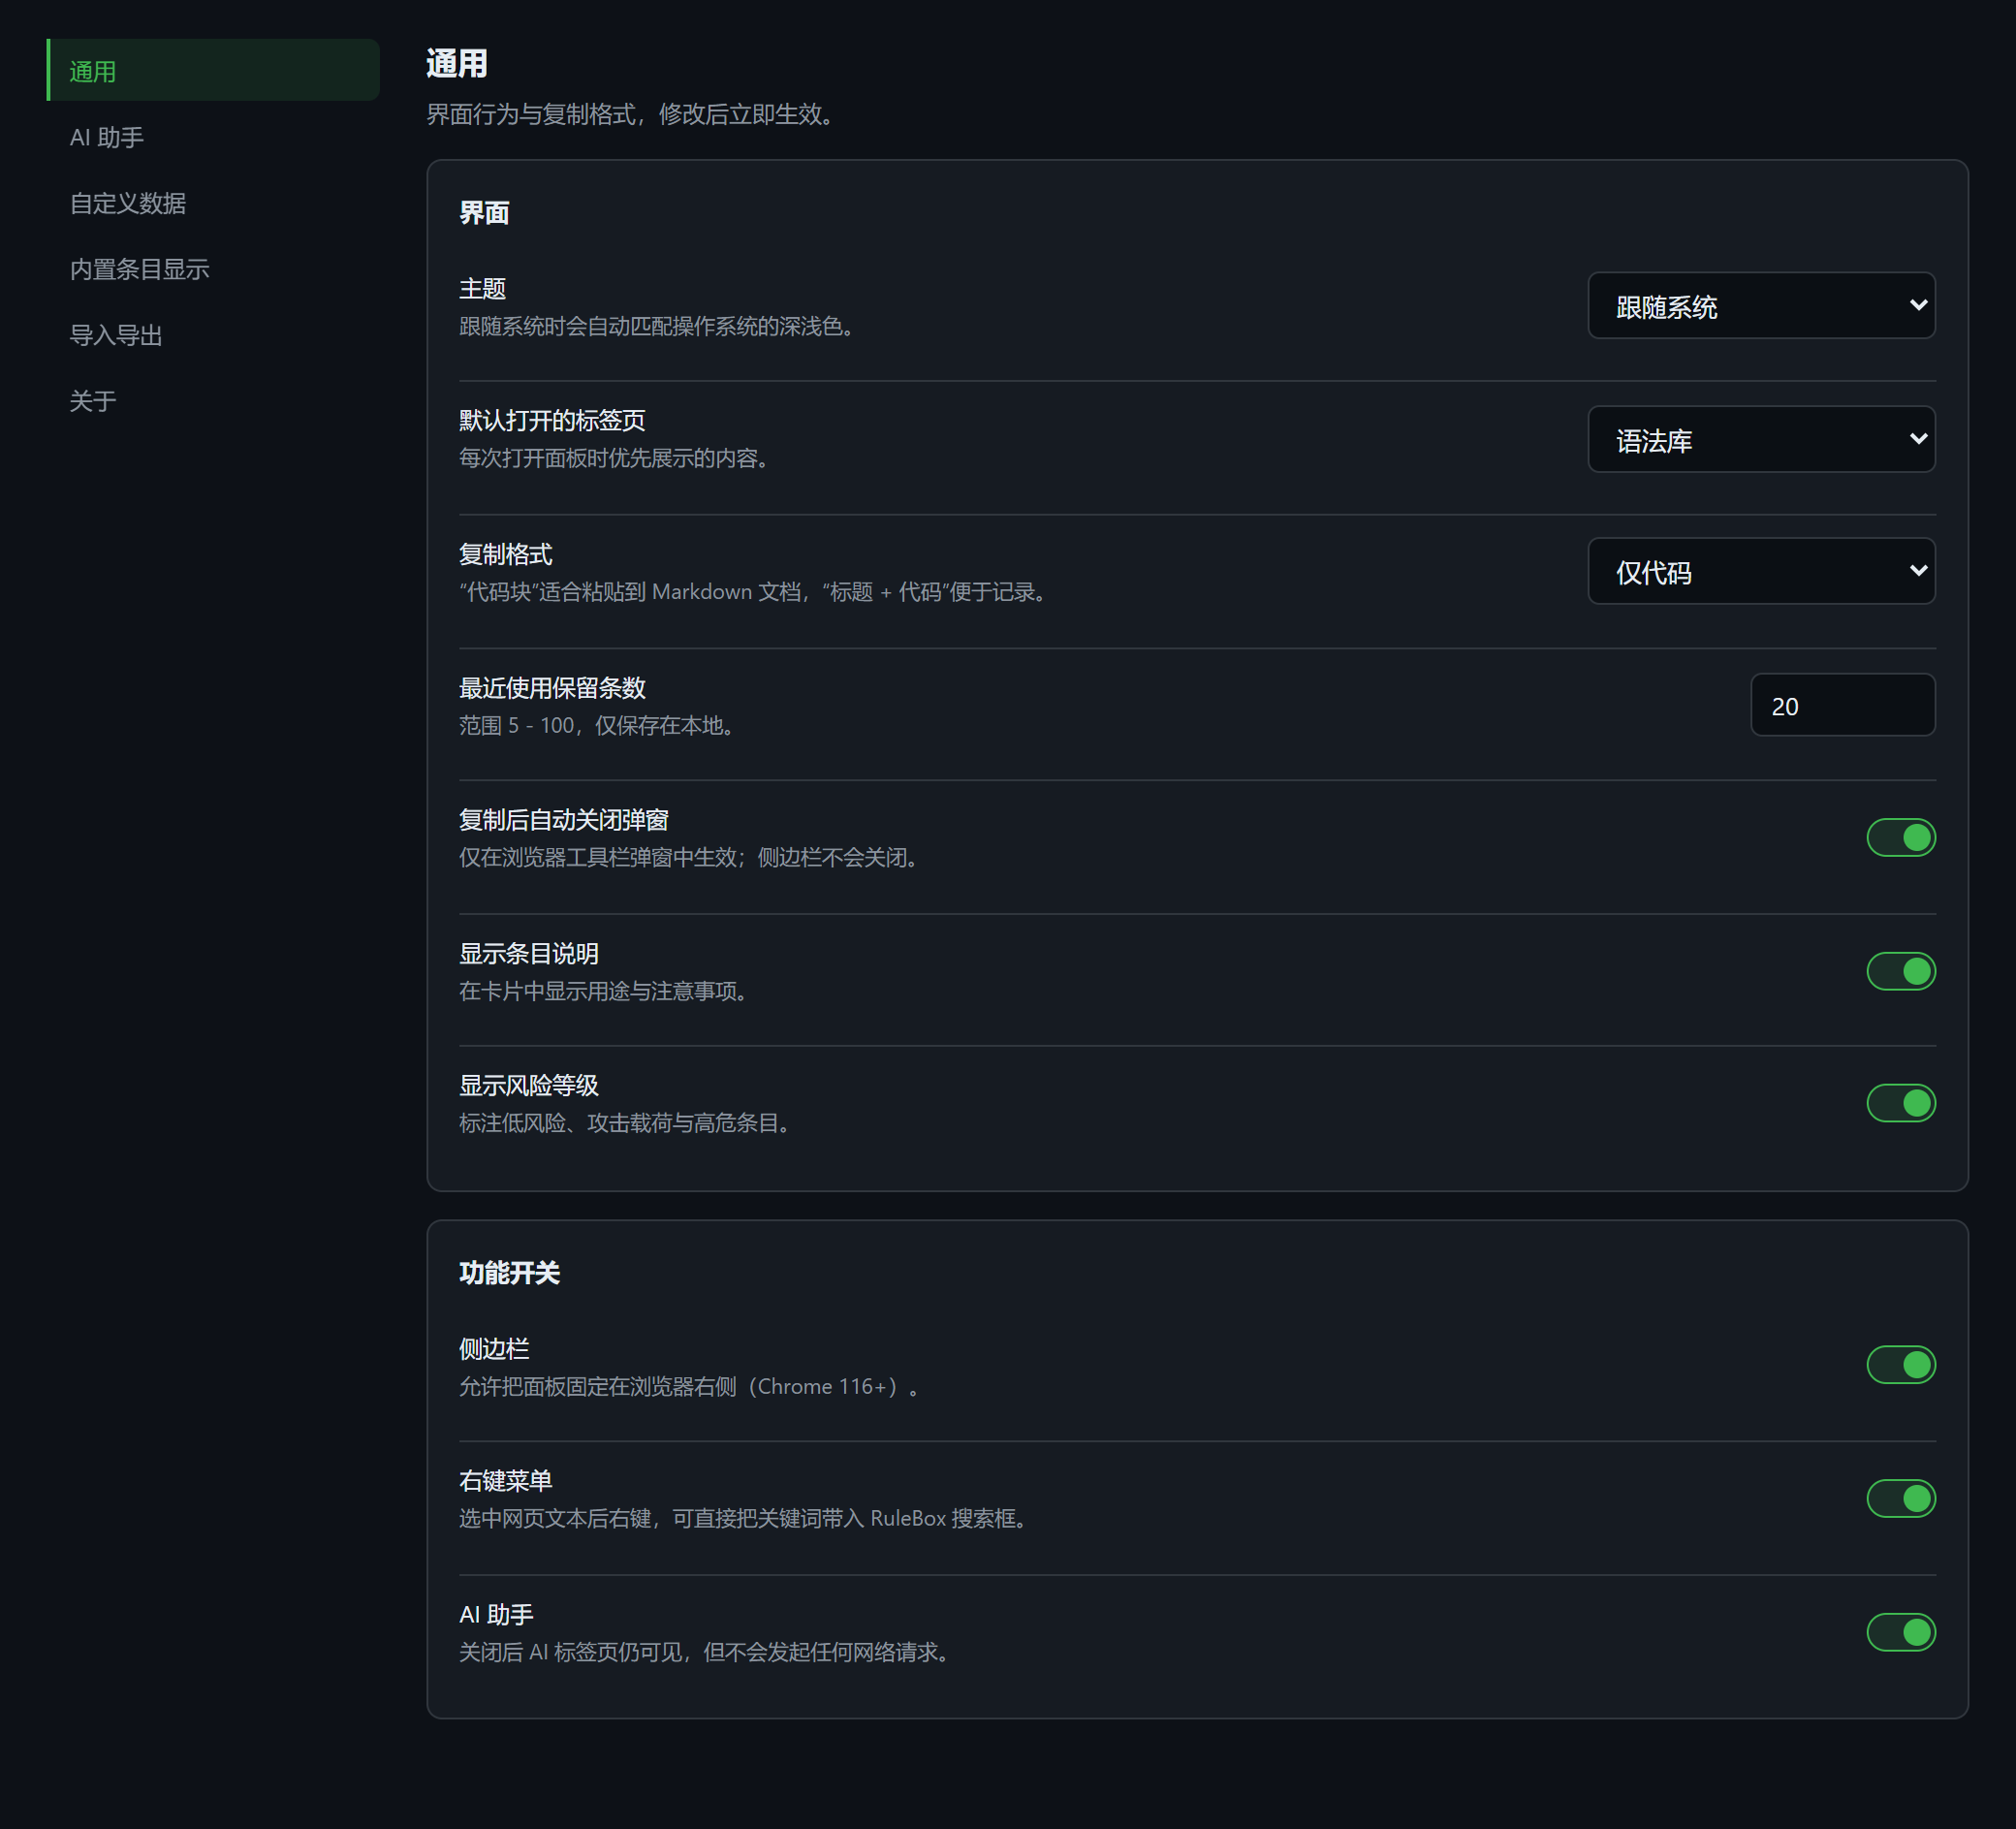 通用
AI 助手
自定义数据
内置条目显示
导入导出
关于
通用
界面行为与复制格式，修改后立即生效。
界面
主题
跟随系统时会自动匹配操作系统的深浅色。
跟随系统
默认打开的标签页
每次打开面板时优先展示的内容。
语法库
复制格式
“代码块”适合粘贴到 Markdown 文档，“标题 + 代码”便于记录。
仅代码
最近使用保留条数
范围 5 - 100，仅保存在本地。
20
复制后自动关闭弹窗
仅在浏览器工具栏弹窗中生效；侧边栏不会关闭。
显示条目说明
在卡片中显示用途与注意事项。
显示风险等级
标注低风险、攻击载荷与高危条目。
功能开关
侧边栏
允许把面板固定在浏览器右侧（Chrome 116+）。
右键菜单
选中网页文本后右键，可直接把关键词带入 RuleBox 搜索框。
AI 助手
关闭后 AI 标签页仍可见，但不会发起任何网络请求。